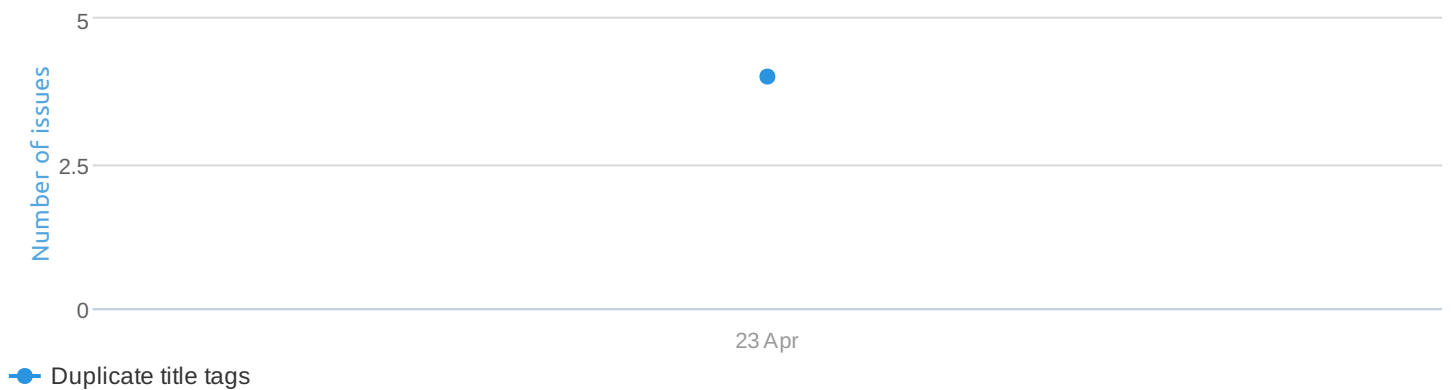 5
Number of issues
2.5
0
23 Apr
Duplicate title tags